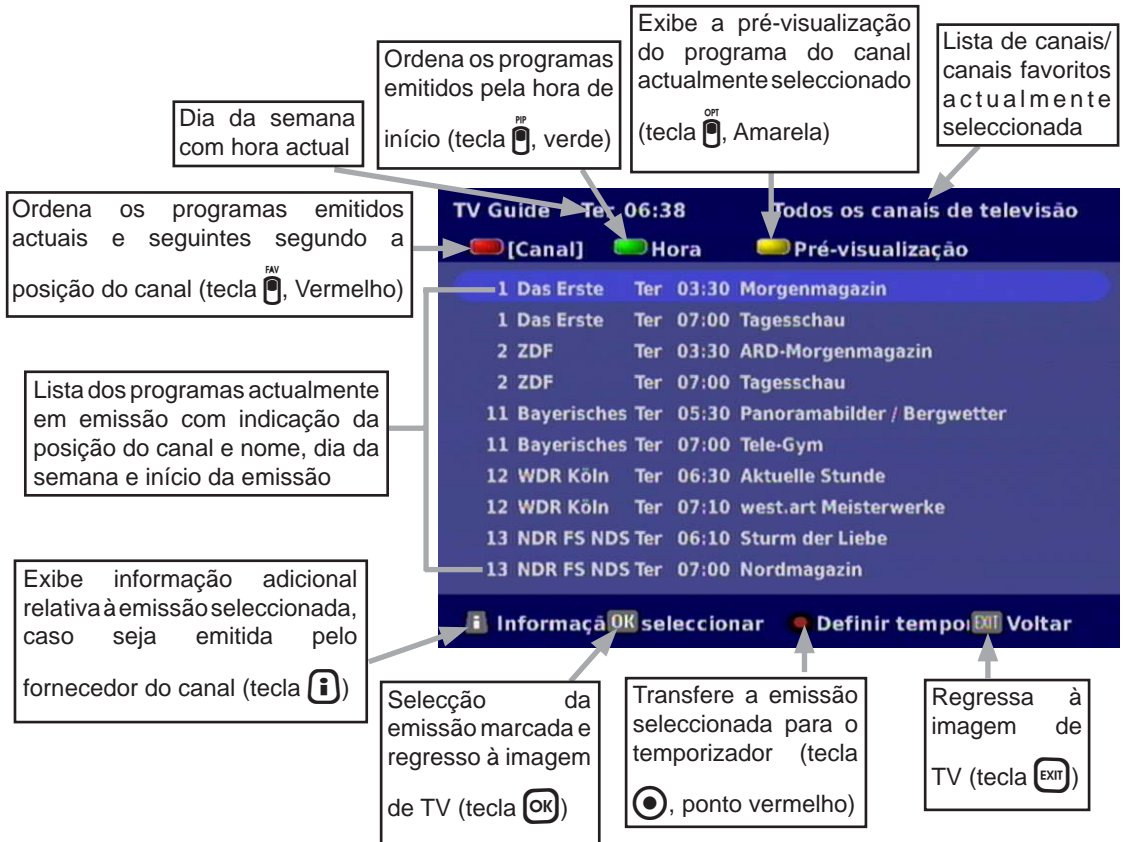 Exibe a pré-visualização
do programa do canal
actualmente seleccionado
(tecla OPT, Amarela)
Lista de canais/
canais favoritos
actualmente
seleccionada
Ordena os programas
emitidos pela hora de
início (tecla PIP, verde)
Dia da semana
com hora actual
Ordena os programas emitidos
actuais e seguintes segundo a
posição do canal (tecla FAV, Vermelho)
Lista dos programas actualmente
em emissão com indicação da
posição do canal e nome, dia da
semana e início da emissão
Exibe informação adicional
relativa à emissão seleccionada,
caso seja emitida pelo
fornecedor do canal (tecla i)
TV Guide Ter 06:38 Todos os canais de televisão
[Canal] Hora Pré-visualização
1 Das Erste Ter 03:30 Morgenmagazin
1 Das Erste Ter 07:00 Tagesschau
2 ZDF Ter 03:30 ARD-Morgenmagazin
2 ZDF Ter 07:00 Tagesschau
11 Bayerisches Ter 05:30 Panoramabilder / Bergwetter
11 Bayerisches Ter 07:00 Tele-Gym
12 WDR Köln Ter 06:30 Aktuelle Stunde
12 WDR Köln Ter 07:10 west.art Meisterwerke
13 NDR FS NDS Ter 06:10 Sturm der Liebe
13 NDR FS NDS Ter 07:00 Nordmagazin
i Informaçã OK seleccionar Definir tempo EXIT Voltar
Selecção da
emissão marcada e
regresso à imagem
de TV (tecla OK)
Transfere a emissão
seleccionada para o
temporizador (tecla
, ponto vermelho)
Regressa à
imagem de
TV (tecla EXIT)